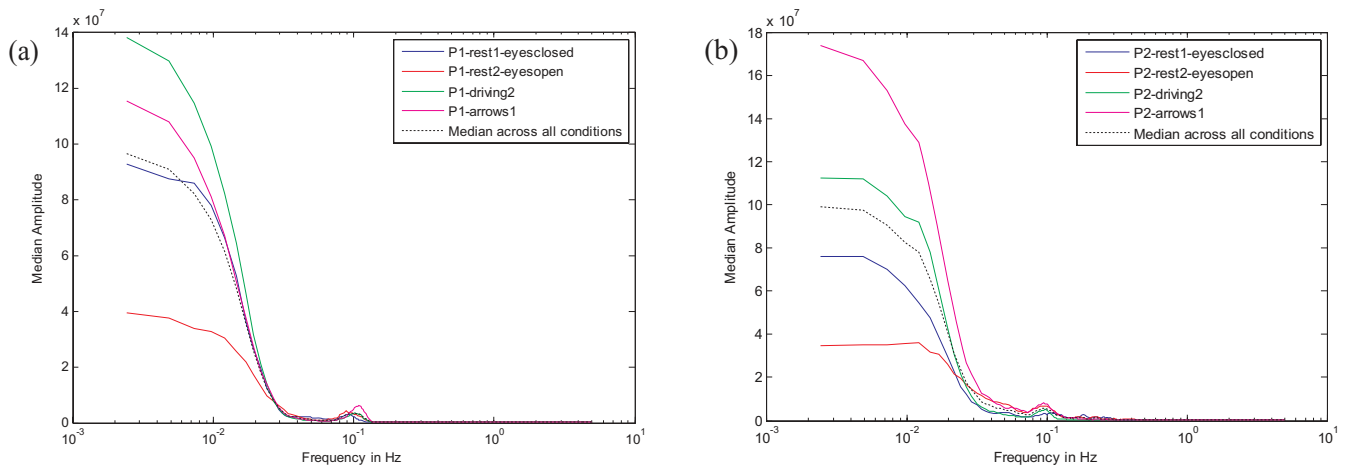 (a)
x 10^7
14
12
10
8
6
4
2
0
Median Amplitude
10^-3
10^-2
10^-1
10^0
10^1
Frequency in Hz
P1-rest1-eyesclosed
P1-rest2-eyesopen
P1-driving2
P1-arrows1
Median across all conditions
(b)
x 10^7
18
16
14
12
10
8
6
4
2
0
Median Amplitude
10^-3
10^-2
10^-1
10^0
10^1
Frequency in Hz
P2-rest1-eyesclosed
P2-rest2-eyesopen
P2-driving2
P2-arrows1
Median across all conditions